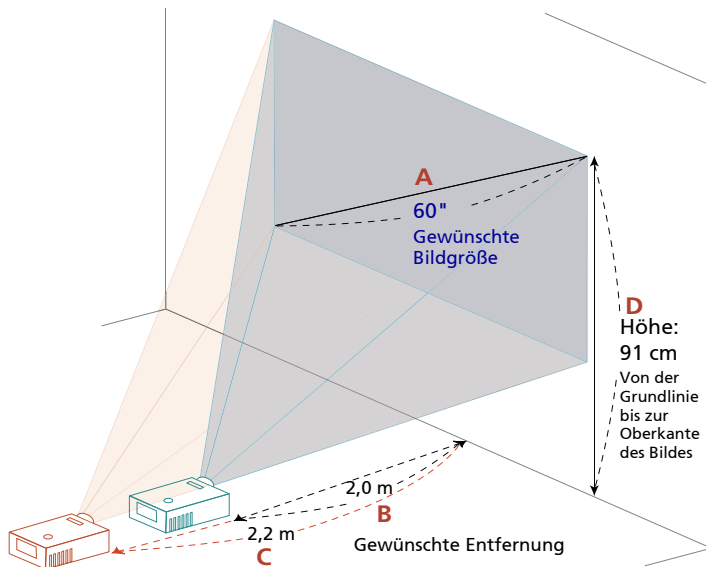 A
60"
Gewünschte
Bildgröße
D
Höhe:
91 cm
Von der
Grundlinie
bis zur
Oberkante
des Bildes
2,0 m
B
2,2 m
C
Gewünschte Entfernung